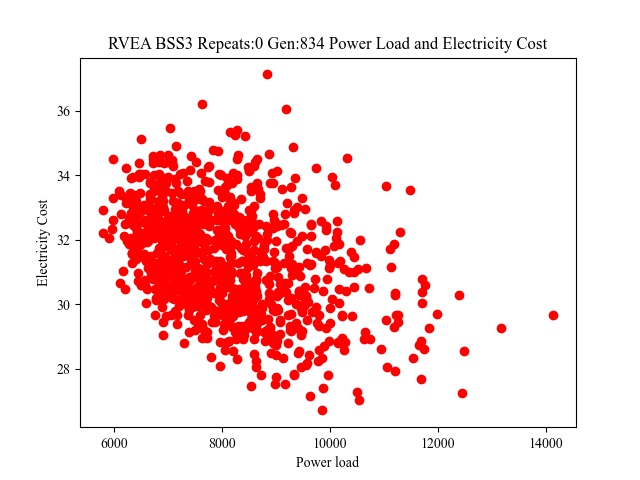 RVEA BSS3 Repeats:0 Gen:834 Power Load and Electricity Cost
36
34
32
30
28
Electricity Cost
6000 8000 10000 12000 14000
Power load